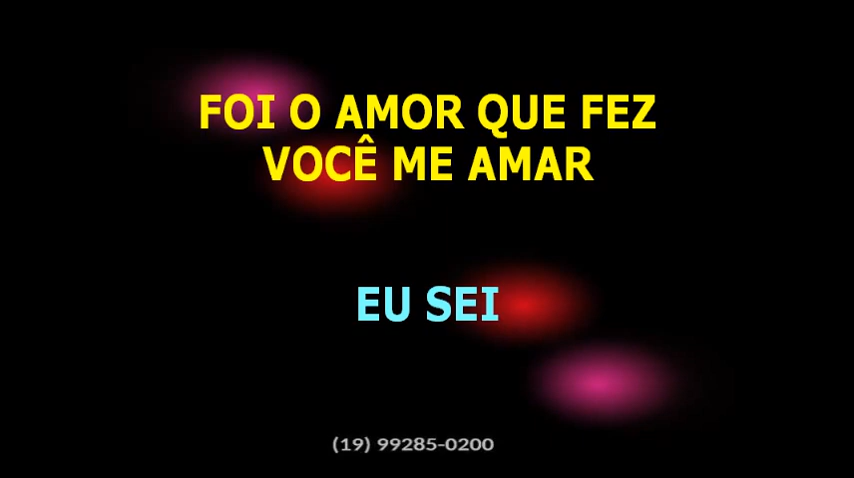 FOI O AMOR QUE FEZ
VOCÊ ME AMAR
EU SEI
(19) 99285-0200